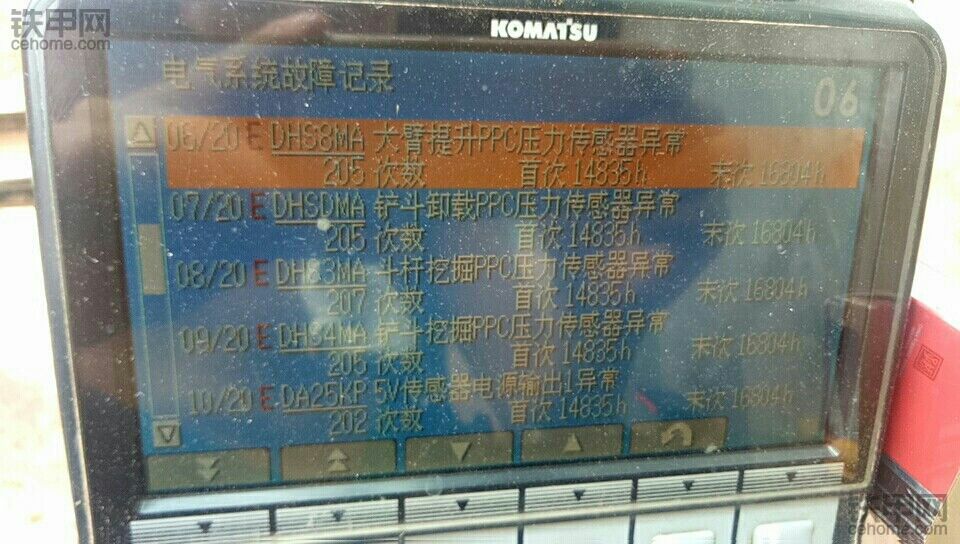 铁甲网
cehome.com
KOMATSU
电气系统故障记录
06
06/20 E DHS8MA 大臂提升PPC压力传感器异常
205 次数 首次 14835h 末次 16804h
07/20 E DHSDMA 铲斗卸载PPC压力传感器异常
205 次数 首次 14835h 末次 16804h
08/20 E DHS3MA 斗杆挖掘PPC压力传感器异常
207 次数 首次 14835h 末次 16804h
09/20 E DHS4MA 铲斗挖掘PPC压力传感器异常
205 次数 首次 14835h 末次 16804h
10/20 E DA25KP 5V传感器电源输出1异常
202 次数 首次 14835h 末次 16804h
铁甲网
cehome.com